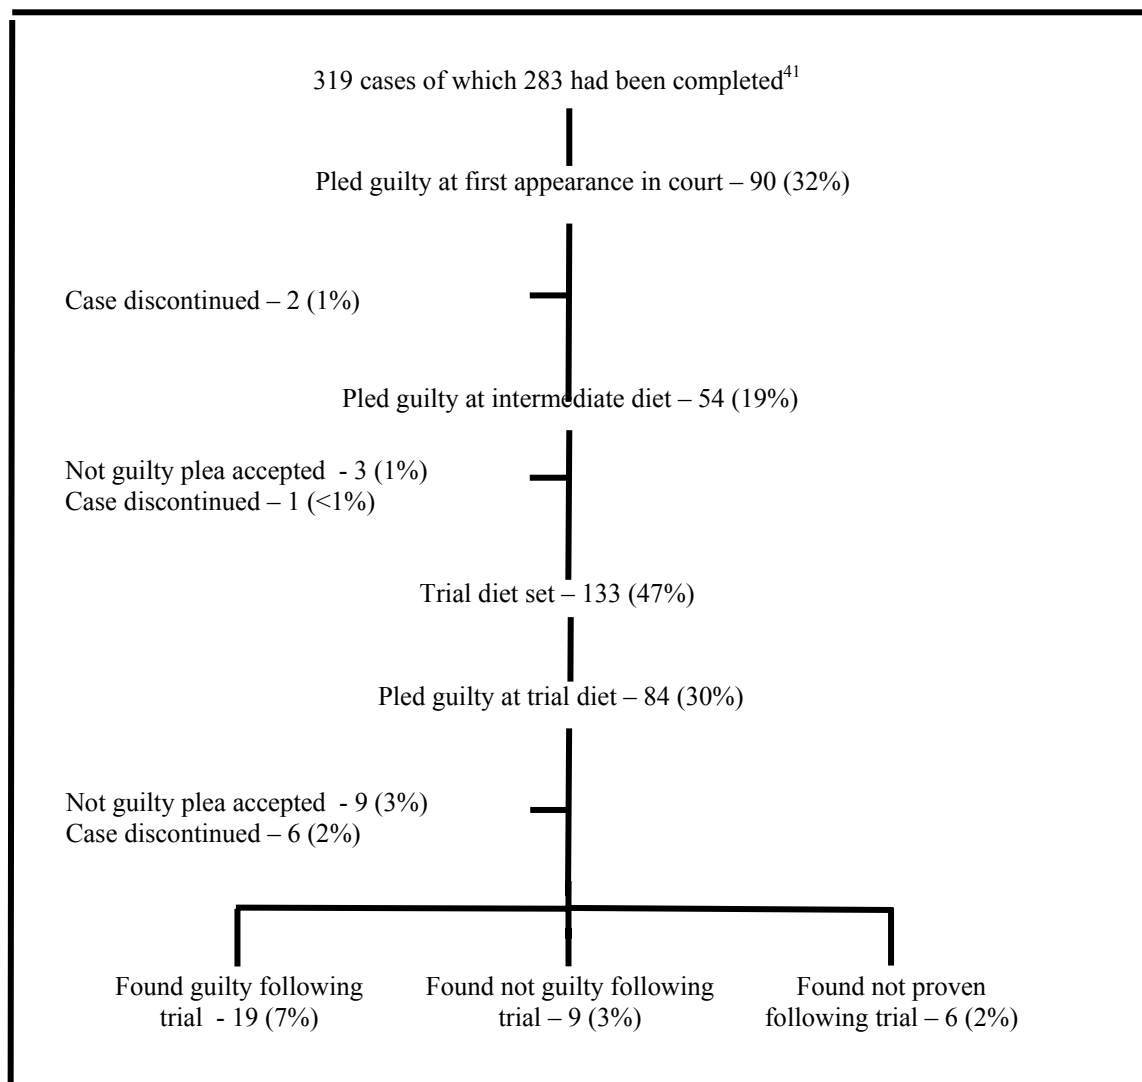 319 cases of which 283 had been completed41
Pled guilty at first appearance in court – 90 (32%)
Case discontinued – 2 (1%)
Pled guilty at intermediate diet – 54 (19%)
Not guilty plea accepted  - 3 (1%)
Case discontinued – 1 (<1%)
Trial diet set – 133 (47%)
Pled guilty at trial diet – 84 (30%)
Not guilty plea accepted  - 9 (3%)
Case discontinued – 6 (2%)
Found guilty following
trial  - 19 (7%)
Found not guilty following
trial – 9 (3%)
Found not proven
following trial – 6 (2%)